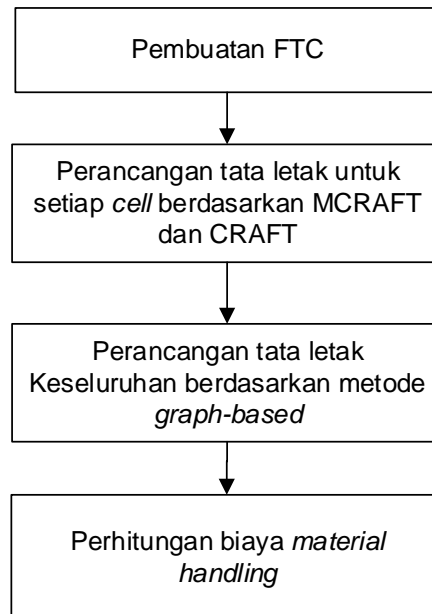 Pembuatan FTC
Perancangan tata letak untuk
setiap cell berdasarkan MCRAFT
dan CRAFT
Perancangan tata letak
Keseluruhan berdasarkan metode
graph-based
Perhitungan biaya material
handling